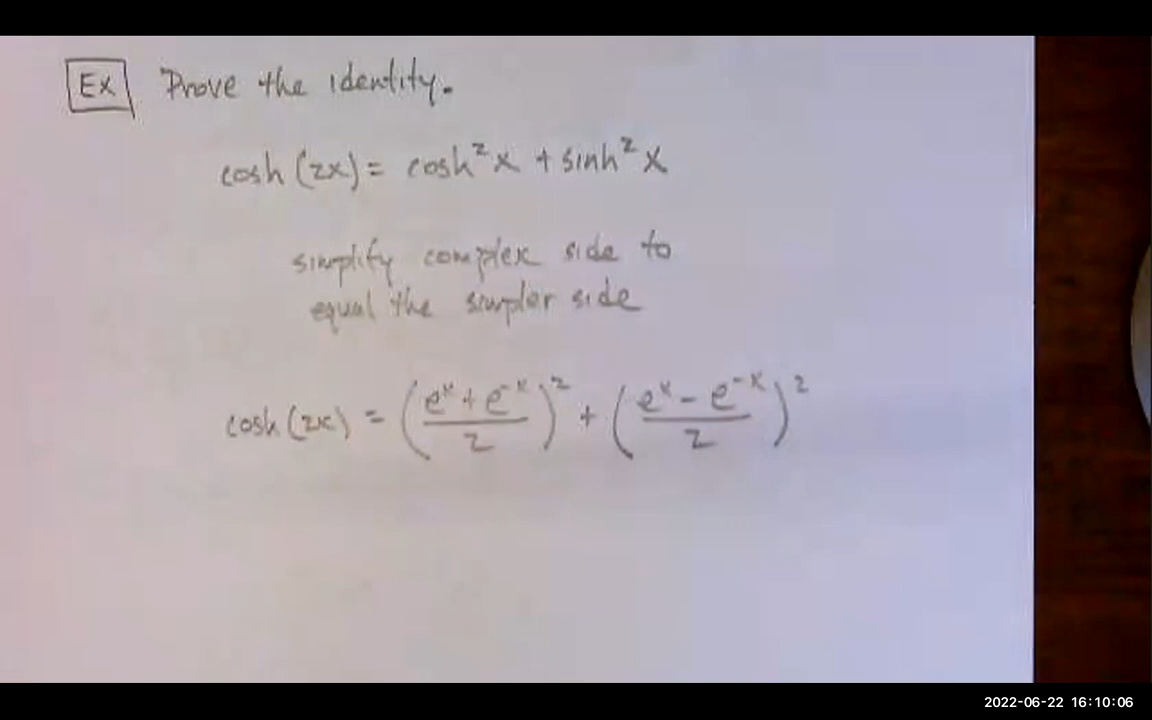 Ex Prove the identity.
cosh (2x) = cosh²x + sinh²x
simplify complex side to
equal the simpler side
cosh (2x) = ((eˣ + e⁻ˣ)/2)² + ((eˣ - e⁻ˣ)/2)²
2022-06-22 16:10:06